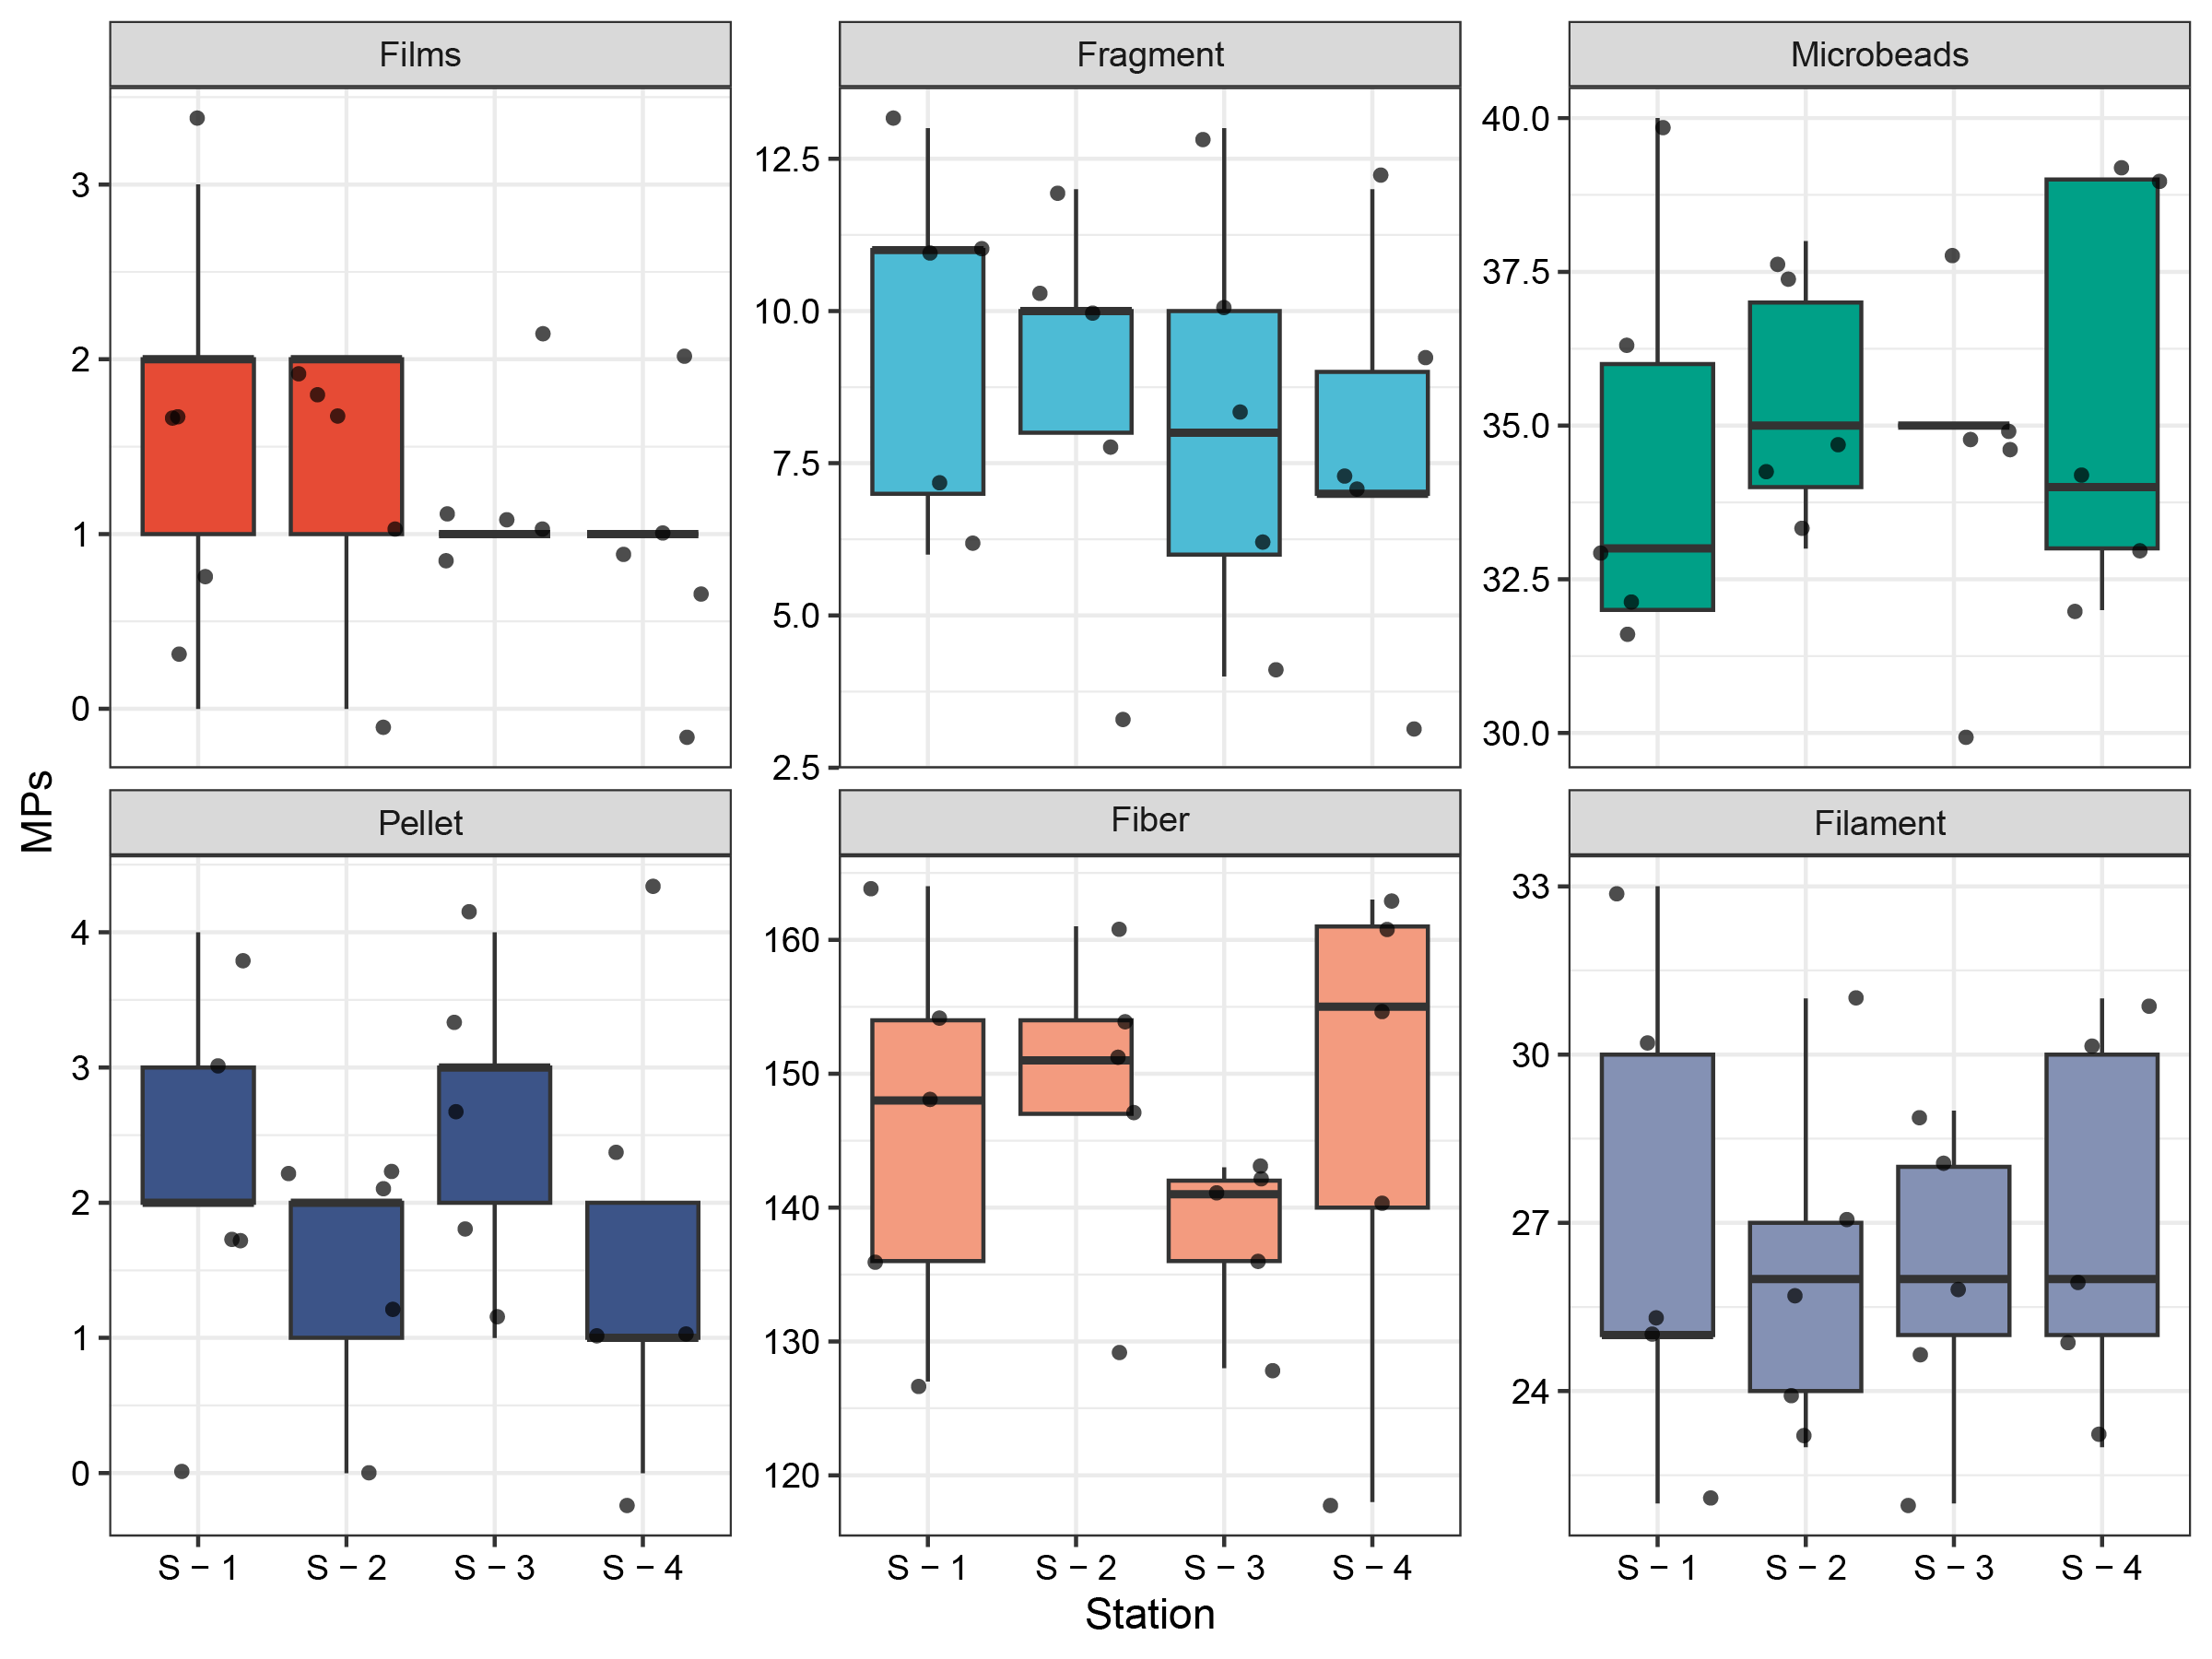 Films
Fragment
Microbeads
3
2
1
0
12.5
10.0
7.5
5.0
2.5
40.0
37.5
35.0
32.5
30.0
MPs
Pellet
Fiber
Filament
4
3
2
1
0
160
150
140
130
120
33
30
27
24
S – 1 S – 2 S – 3 S – 4
S – 1 S – 2 S – 3 S – 4
S – 1 S – 2 S – 3 S – 4
Station